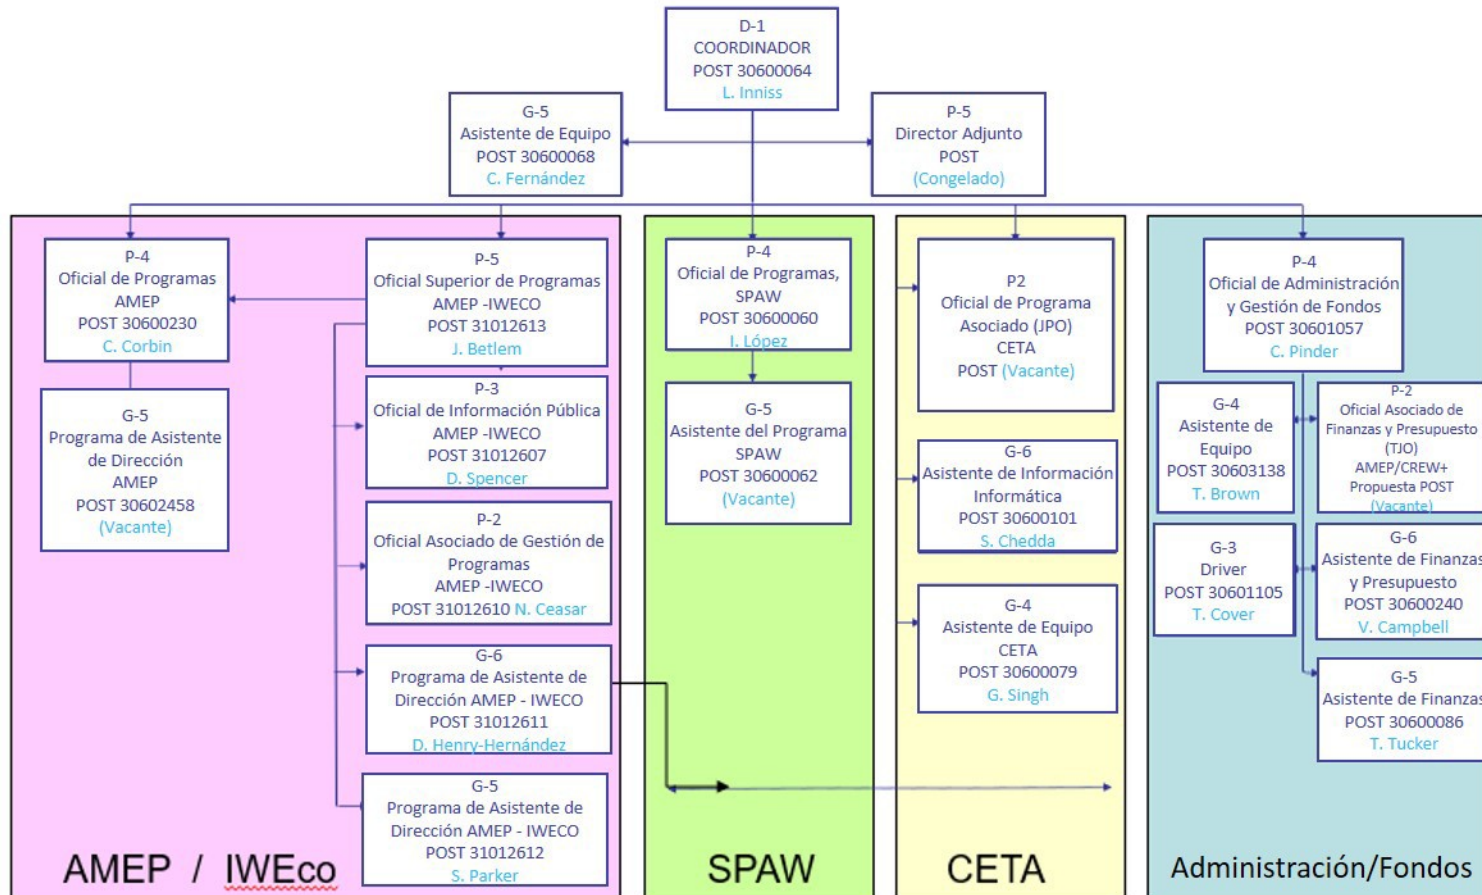 D-1
COORDINADOR
POST 30600064
L. Inniss
G-5
Asistente de Equipo
POST 30600068
C. Fernández
P-5
Director Adjunto
POST
(Congelado)
P-4
Oficial de Programas
AMEP
POST 30600230
C. Corbin
G-5
Programa de Asistente
de Dirección
AMEP
POST 30602458
(Vacante)
P-5
Oficial Superior de Programas
AMEP -IWECO
POST 31012613
J. Betlem
P-3
Oficial de Información Pública
AMEP -IWECO
POST 31012607
D. Spencer
P-2
Oficial Asociado de Gestión de
Programas
AMEP -IWECO
POST 31012610 N. Ceasar
G-6
Programa de Asistente de
Dirección AMEP - IWECO
POST 31012611
D. Henry-Hernández
G-5
Programa de Asistente de
Dirección AMEP - IWECO
POST 31012612
S. Parker
AMEP / IWEco
P-4
Oficial de Programas,
SPAW
POST 30600060
I. López
G-5
Asistente del Programa
SPAW
POST 30600062
(Vacante)
SPAW
P2
Oficial de Programa
Asociado (JPO)
CETA
POST (Vacante)
G-6
Asistente de Información
Informática
POST 30600101
S. Chedda
G-4
Asistente de Equipo
CETA
POST 30600079
G. Singh
CETA
P-4
Oficial de Administración
y Gestión de Fondos
POST 30601057
C. Pinder
G-4
Asistente de
Equipo
POST 30603138
T. Brown
P-2
Oficial Asociado de
Finanzas y Presupuesto
(TJO)
AMEP/CREW+
Propuesta POST
(Vacante)
G-3
Driver
POST 30601105
T. Cover
G-6
Asistente de Finanzas
y Presupuesto
POST 30600240
V. Campbell
G-5
Asistente de Finanzas
POST 30600086
T. Tucker
Administración/Fondos